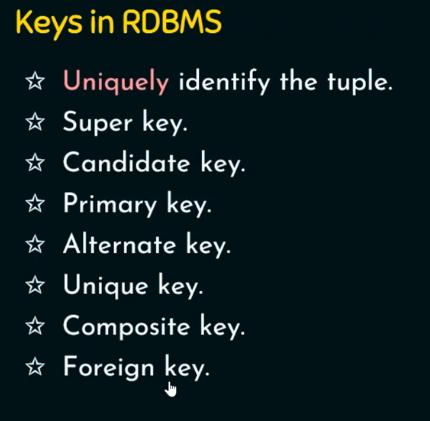 Keys in RDBMS
☆ Uniquely identify the tuple.
☆ Super key.
☆ Candidate key.
☆ Primary key.
☆ Alternate key.
☆ Unique key.
☆ Composite key.
☆ Foreign key.